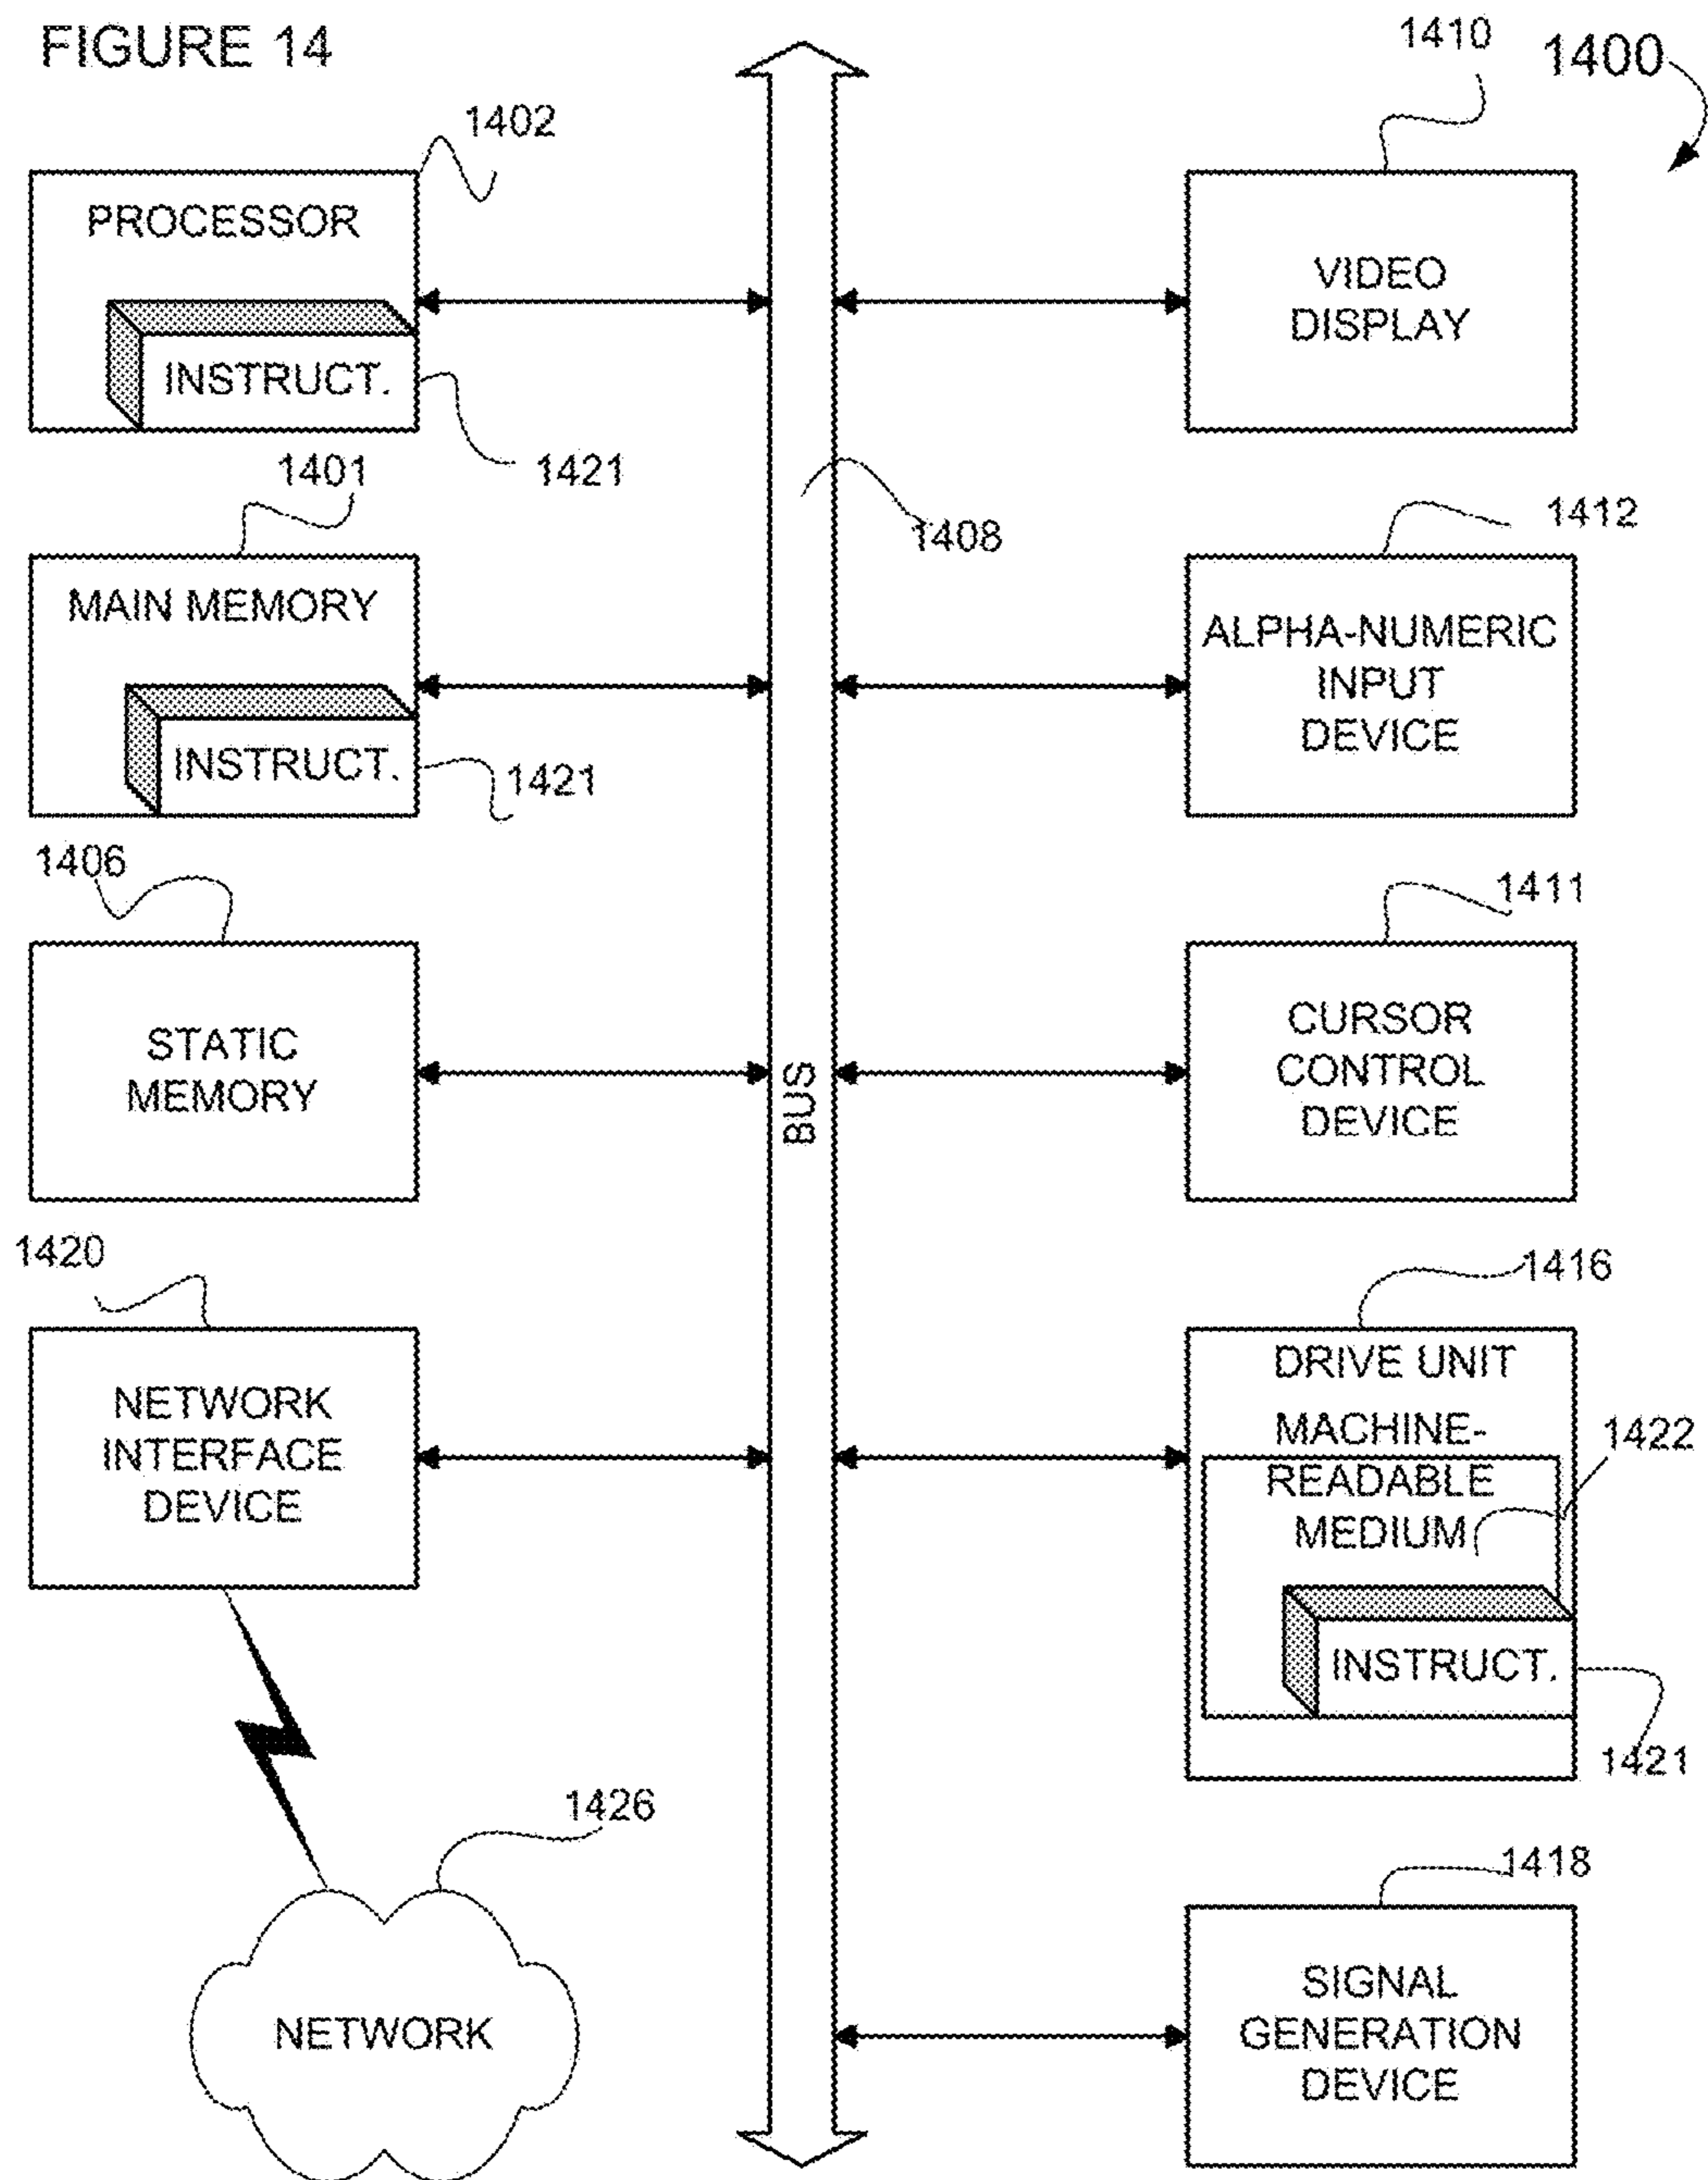 FIGURE 14
1400
1402
PROCESSOR
INSTRUCT.
1421
1401
MAIN MEMORY
INSTRUCT.
1421
1406
STATIC
MEMORY
1420
NETWORK
INTERFACE
DEVICE
1426
NETWORK
1408
BUS
1410
VIDEO
DISPLAY
1412
ALPHA-NUMERIC
INPUT
DEVICE
1411
CURSOR
CONTROL
DEVICE
1416
DRIVE UNIT
MACHINE-
READABLE
MEDIUM
1422
INSTRUCT.
1421
1418
SIGNAL
GENERATION
DEVICE